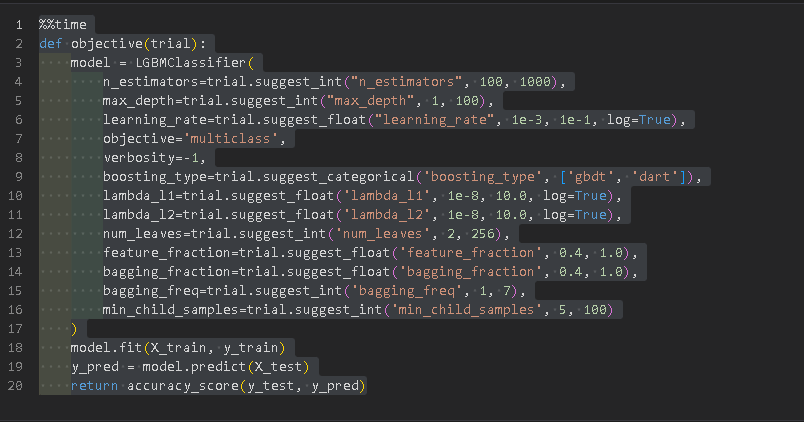 1 %%time
2 def objective(trial):
3     model = LGBMClassifier(
4         n_estimators=trial.suggest_int("n_estimators", 100, 1000),
5         max_depth=trial.suggest_int("max_depth", 1, 100),
6         learning_rate=trial.suggest_float("learning_rate", 1e-3, 1e-1, log=True),
7         objective='multiclass',
8         verbosity=-1,
9         boosting_type=trial.suggest_categorical('boosting_type', ['gbdt', 'dart']),
10         lambda_l1=trial.suggest_float('lambda_l1', 1e-8, 10.0, log=True),
11         lambda_l2=trial.suggest_float('lambda_l2', 1e-8, 10.0, log=True),
12         num_leaves=trial.suggest_int('num_leaves', 2, 256),
13         feature_fraction=trial.suggest_float('feature_fraction', 0.4, 1.0),
14         bagging_fraction=trial.suggest_float('bagging_fraction', 0.4, 1.0),
15         bagging_freq=trial.suggest_int('bagging_freq', 1, 7),
16         min_child_samples=trial.suggest_int('min_child_samples', 5, 100)
17     )
18     model.fit(X_train, y_train)
19     y_pred = model.predict(X_test)
20     return accuracy_score(y_test, y_pred)